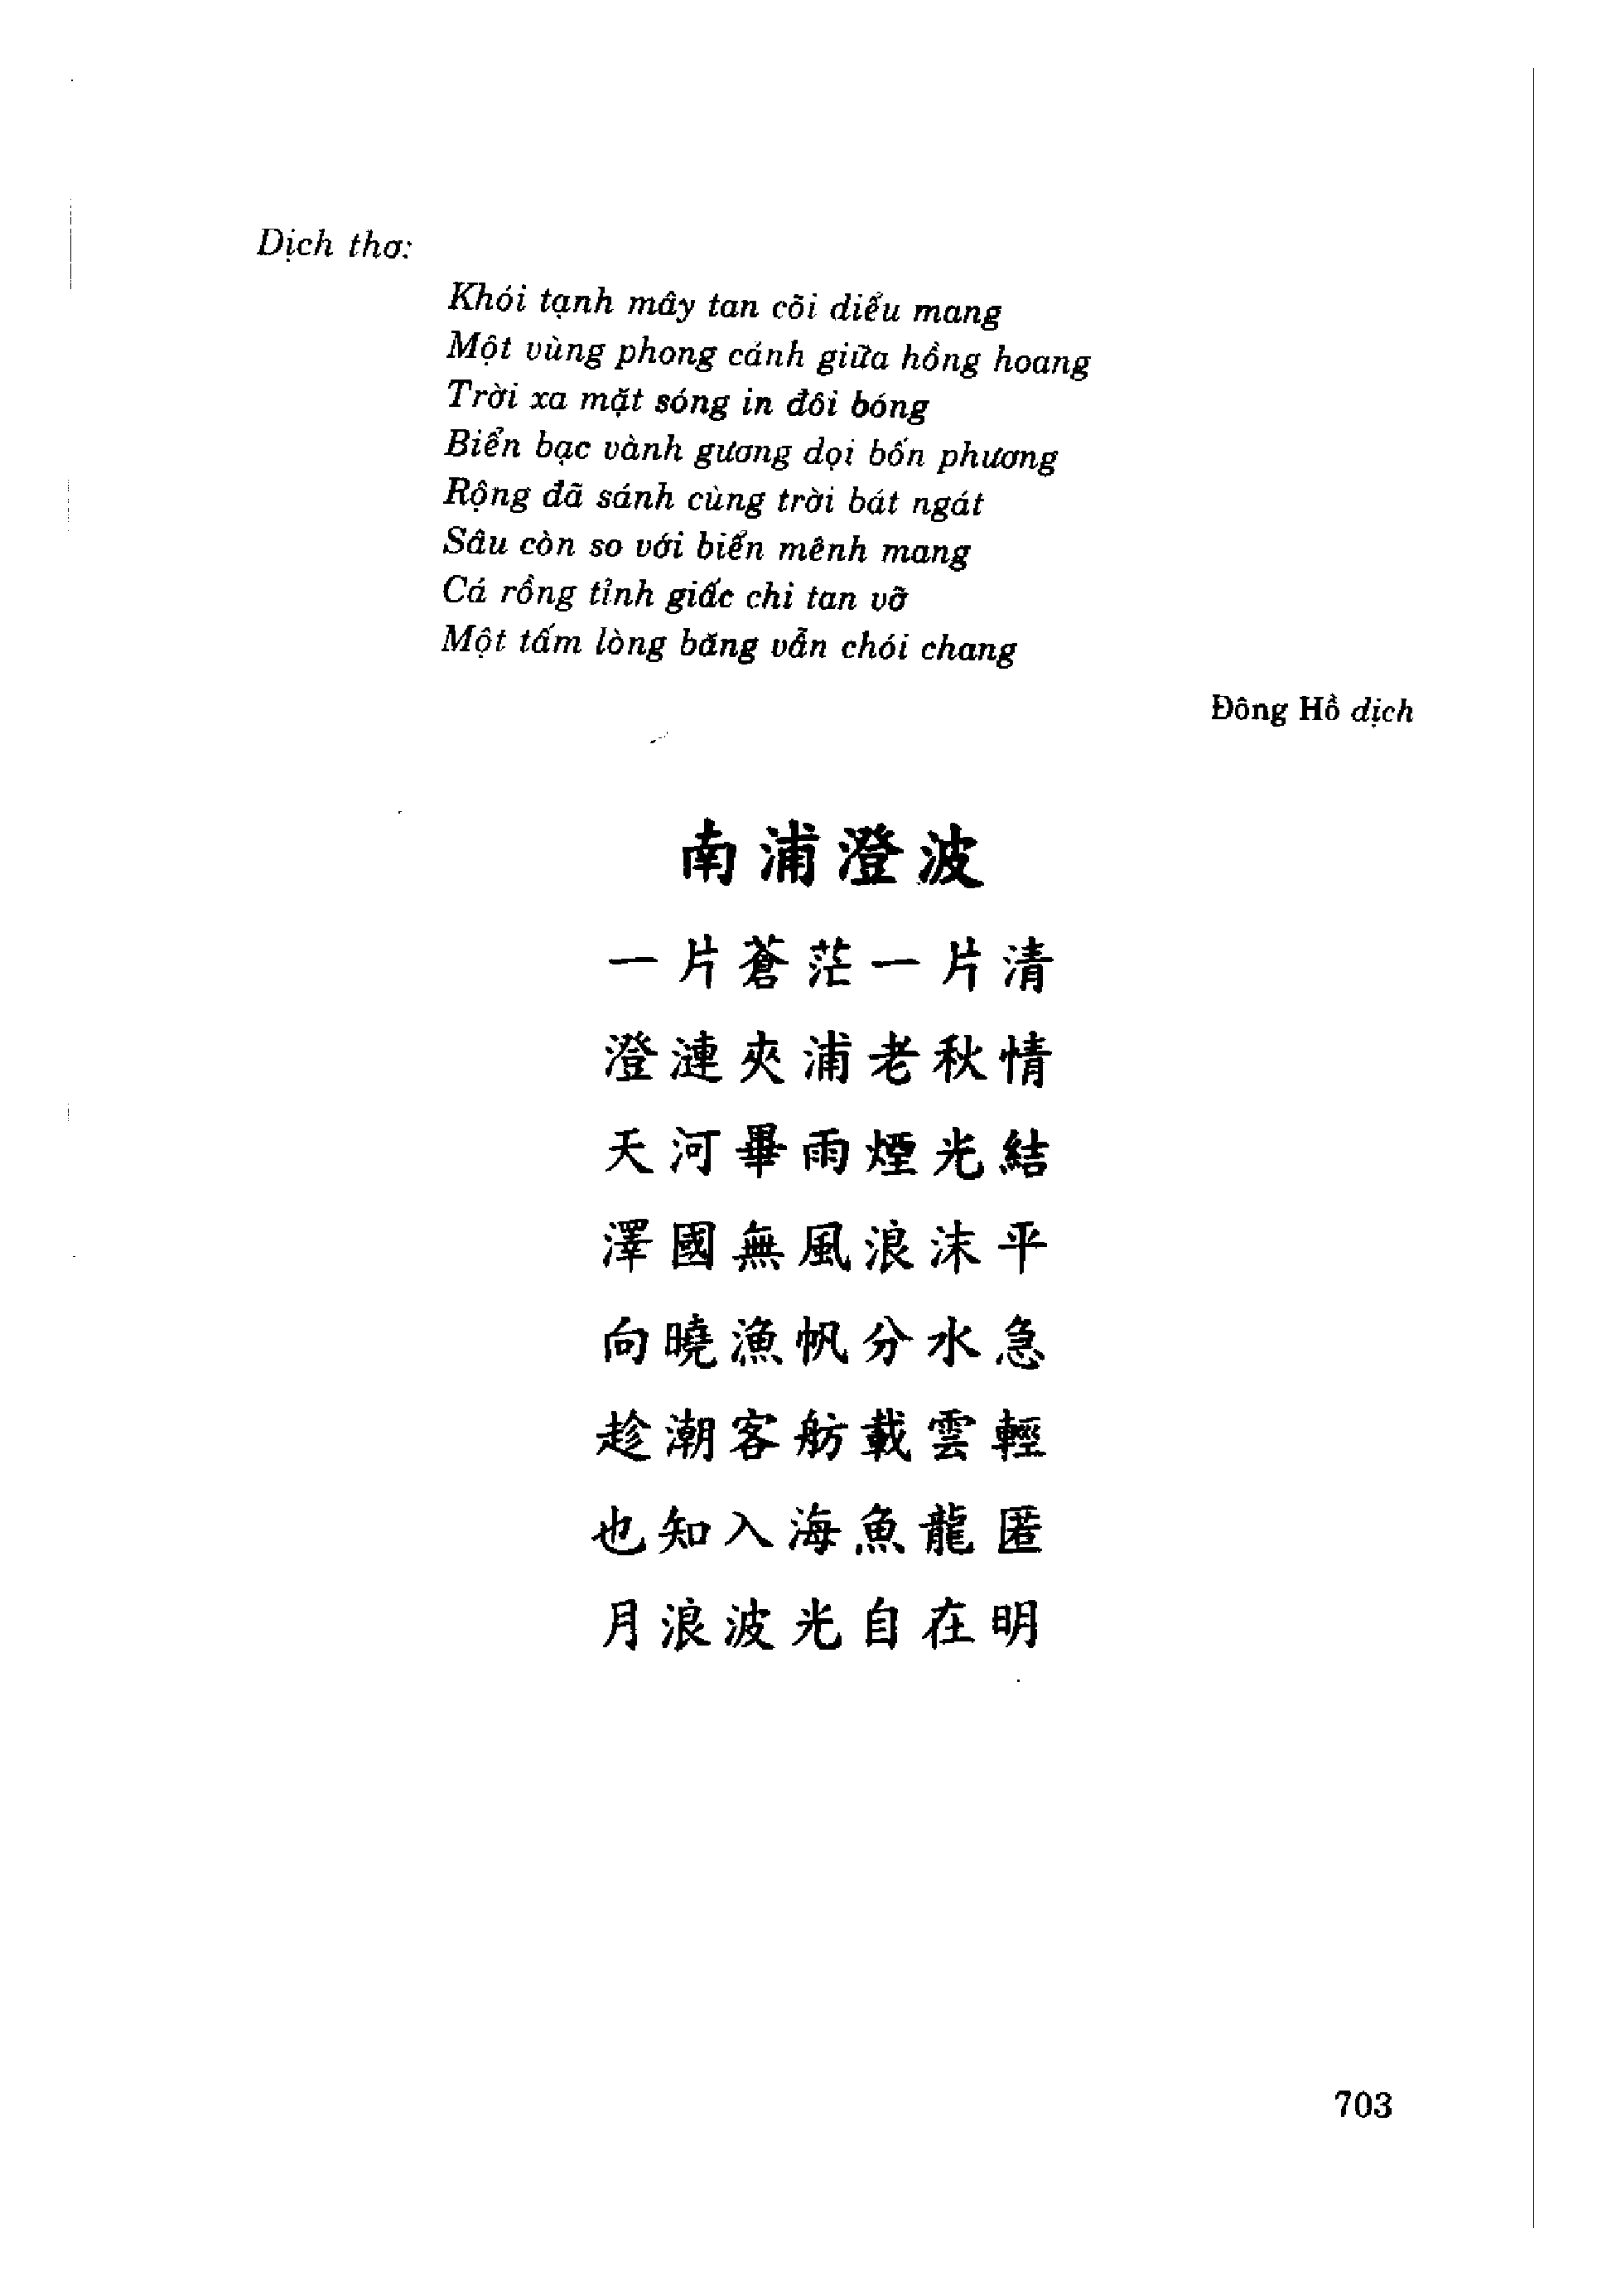 Dịch thơ:
Khói tạnh mây tan cõi diểu mang
Một vùng phong cảnh giữa hồng hoang
Trời xa mặt sóng in đôi bóng
Biển bạc vành gương dọi bốn phương
Rộng đã sánh cùng trời bát ngát
Sâu còn so với biển mênh mang
Cá rồng tỉnh giấc chi tan vỡ
Một tấm lòng băng vẫn chói chang
Đông Hồ dịch
南浦澄波
一片蒼茫一片清
澄漣夾浦老秋情
天河畢雨煙光結
澤國無風浪沫平
向曉漁帆分水急
趁潮客舫載雲輕
也知入海魚龍匿
月浪波光自在明
703